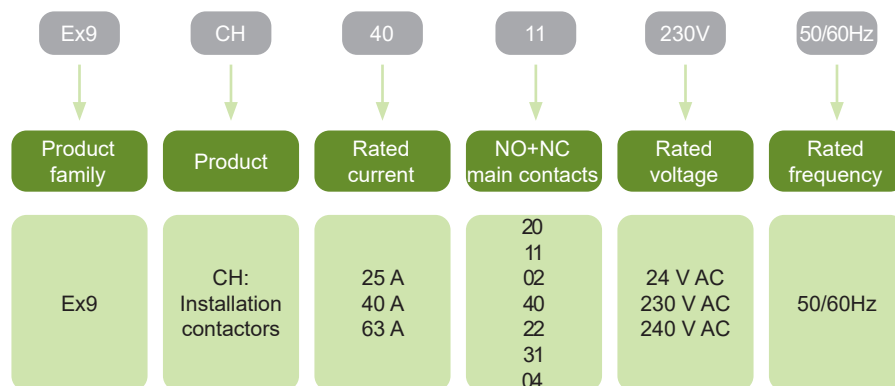 Ex9 CH 40 11 230V 50/60Hz
Product family
Product
Rated current
NO+NC main contacts
Rated voltage
Rated frequency
Ex9
CH:
Installation
contactors
25 A
40 A
63 A
20
11
02
40
22
31
04
24 V AC
230 V AC
240 V AC
50/60Hz